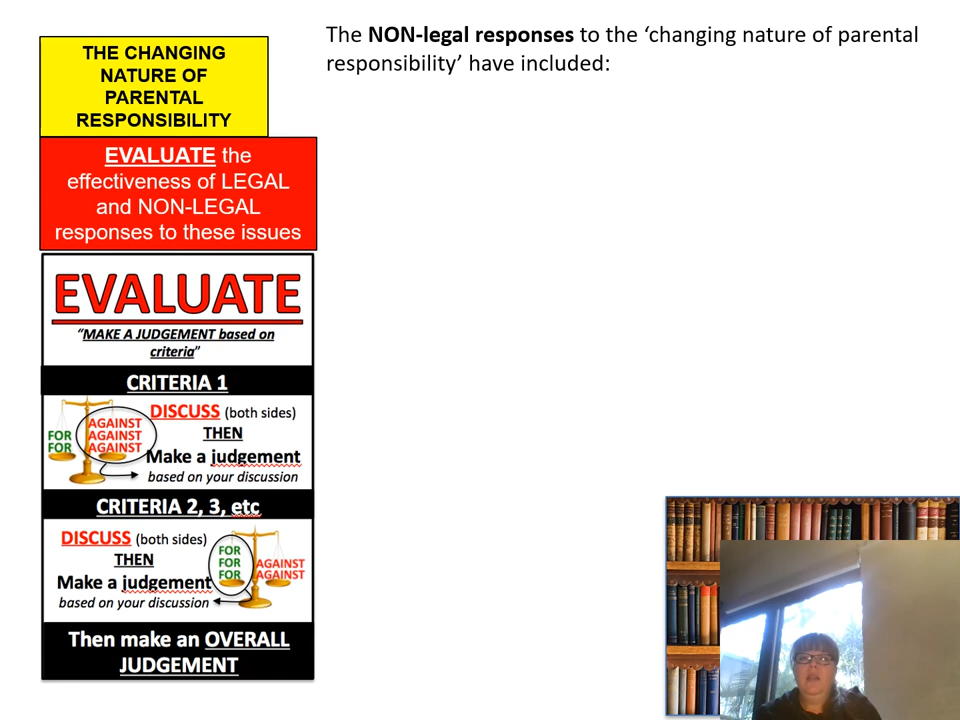 THE CHANGING
NATURE OF
PARENTAL
RESPONSIBILITY
EVALUATE the
effectiveness of LEGAL
and NON-LEGAL
responses to these issues
EVALUATE
“MAKE A JUDGEMENT based on
criteria”
CRITERIA 1
DISCUSS (both sides)
THEN
Make a judgement
based on your discussion
FOR
FOR
AGAINST
AGAINST
AGAINST
CRITERIA 2, 3, etc
DISCUSS (both sides)
THEN
Make a judgement
based on your discussion
FOR
FOR
FOR
AGAINST
AGAINST
Then make an OVERALL
JUDGEMENT
The NON-legal responses to the ‘changing nature of parental
responsibility’ have included: